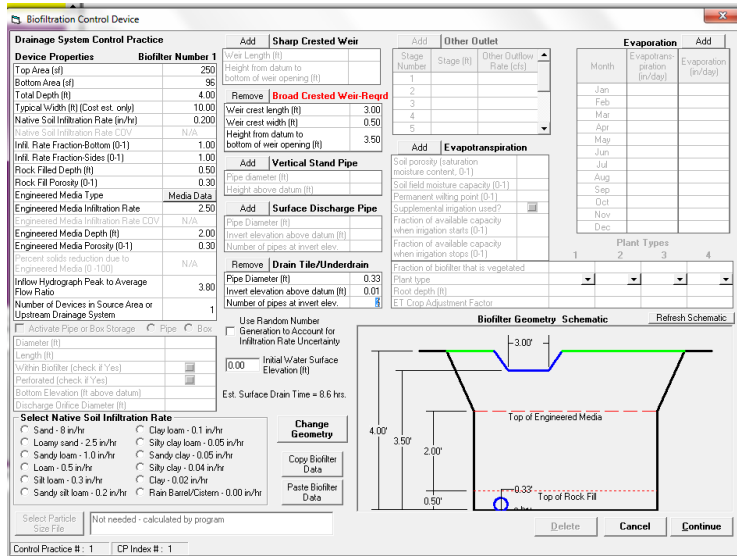 Biofiltration Control Device
Drainage System Control Practice
Device Properties Biofilter Number 1
Top Area (sf) 250
Bottom Area (sf) 96
Total Depth (ft) 4.00
Typical Width (ft) (Cost est. only) 10.00
Native Soil Infiltration Rate (in/hr) 0.200
Native Soil Infiltration Rate COV N/A
Infil. Rate Fraction-Bottom (0-1) 1.00
Infil. Rate Fraction-Sides (0-1) 1.00
Rock Filled Depth (ft) 0.50
Rock Fill Porosity (0-1) 0.30
Engineered Media Type Media Data
Engineered Media Infiltration Rate 2.50
Engineered Media Infiltration Rate COV N/A
Engineered Media Depth (ft) 2.00
Engineered Media Porosity (0-1) 0.30
Percent solids reduction due to
Engineered Media (0 -100) N/A
Inflow Hydrograph Peak to Average
Flow Ratio 3.80
Number of Devices in Source Area or
Upstream Drainage System 1
Activate Pipe or Box Storage Pipe Box
Diameter (ft)
Length (ft)
Within Biofilter (check if Yes)
Perforated (check if Yes)
Bottom Elevation (ft above datum)
Discharge Orifice Diameter (ft)
Select Native Soil Infiltration Rate
Sand - 8 in/hr
Loamy sand - 2.5 in/hr
Sandy loam - 1.0 in/hr
Loam - 0.5 in/hr
Silt loam - 0.3 in/hr
Sandy silt loam - 0.2 in/hr
Clay loam - 0.1 in/hr
Silty clay loam - 0.05 in/hr
Sandy clay - 0.05 in/hr
Silty clay - 0.04 in/hr
Clay - 0.02 in/hr
Rain Barrel/Cistern - 0.00 in/hr
Select Particle
Size File
Not needed - calculated by program
Control Practice # : 1 CP Index # : 1
Add Sharp Crested Weir
Weir Length (ft)
Height from datum to
bottom of weir opening (ft)
Remove Broad Crested Weir-Reqrd
Weir crest length (ft) 3.00
Weir crest width (ft) 0.50
Height from datum to
bottom of weir opening (ft) 3.50
Add Vertical Stand Pipe
Pipe diameter (ft)
Height above datum (ft)
Add Surface Discharge Pipe
Pipe Diameter (ft)
Invert elevation above datum (ft)
Number of pipes at invert elev.
Remove Drain Tile/Underdrain
Pipe Diameter (ft) 0.33
Invert elevation above datum (ft) 0.01
Number of pipes at invert elev.
Use Random Number
Generation to Account for
Infiltration Rate Uncertainty
0.00 Initial Water Surface
Elevation (ft)
Est. Surface Drain Time = 8.6 hrs.
Change
Geometry
Copy Biofilter
Data
Paste Biofilter
Data
Add Other Outlet
Stage
Number Stage (ft) Other Outflow
Rate (cfs)
1
2
3
4
5
Add Evapotranspiration
Soil porosity (saturation
moisture content, 0-1)
Soil field moisture capacity (0-1)
Permanent wilting point (0-1)
Supplemental irrigation used?
Fraction of available capacity
when irrigation starts (0-1)
Fraction of available capacity
when irrigation stops (0-1)
Fraction of biofilter that is vegetated
Plant type
Root depth (ft)
ET Crop Adjustment Factor
Evaporation Add
Month Evapotrans-
piration
(in/day) Evaporation
(in/day)
Jan
Feb
Mar
Apr
May
Jun
Jul
Aug
Sep
Oct
Nov
Dec
Plant Types
1 2 3 4
Biofilter Geometry Schematic Refresh Schematic
3.00'
Top of Engineered Media
4.00'
3.50'
2.00'
0.33'
Top of Rock Fill
0.50'
Delete Cancel Continue